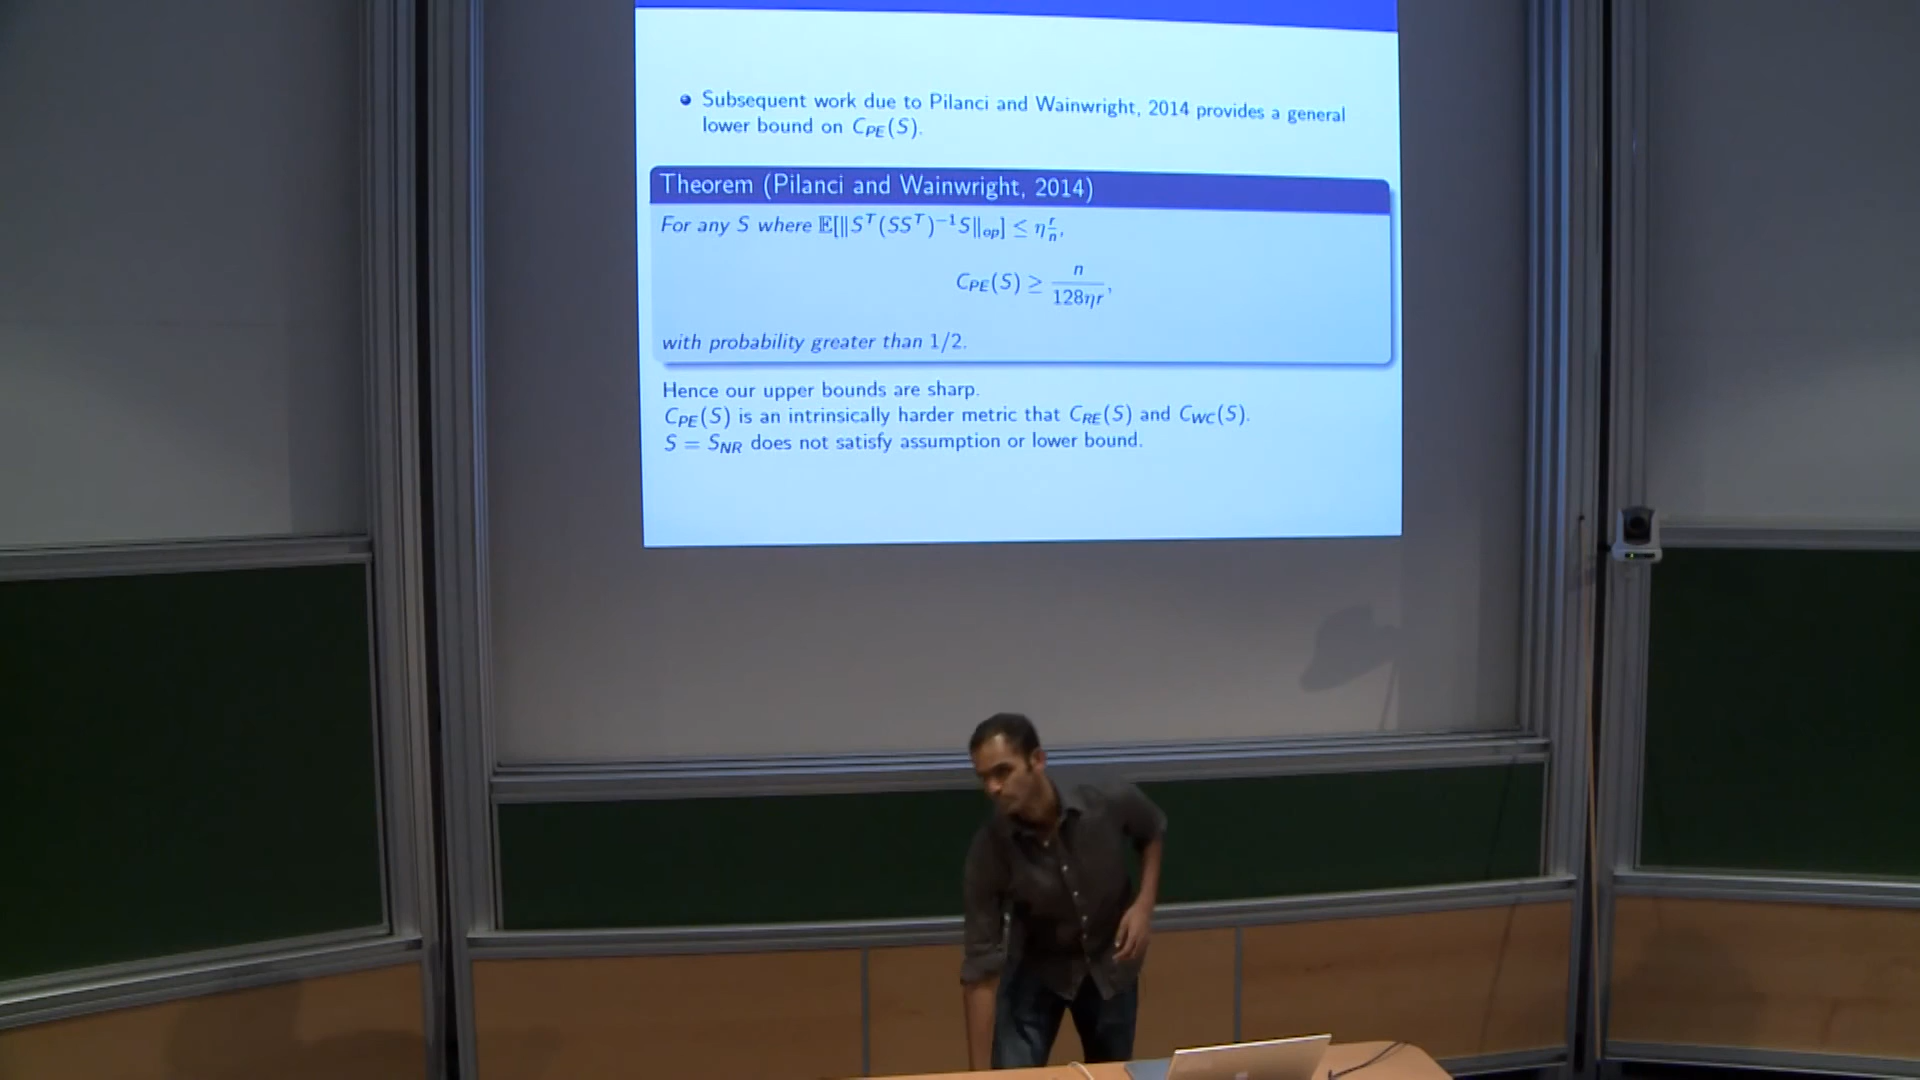 Subsequent work due to Pilanci and Wainwright, 2014 provides a general
lower bound on C_PE(S).
Theorem (Pilanci and Wainwright, 2014)
For any S where 𝔼[‖S^T(SS^T)^{-1}S‖_op] ≤ η r/n,
C_PE(S) ≥ n/(128ηr),
with probability greater than 1/2.
Hence our upper bounds are sharp.
C_PE(S) is an intrinsically harder metric that C_RE(S) and C_WC(S).
S = S_NR does not satisfy assumption or lower bound.